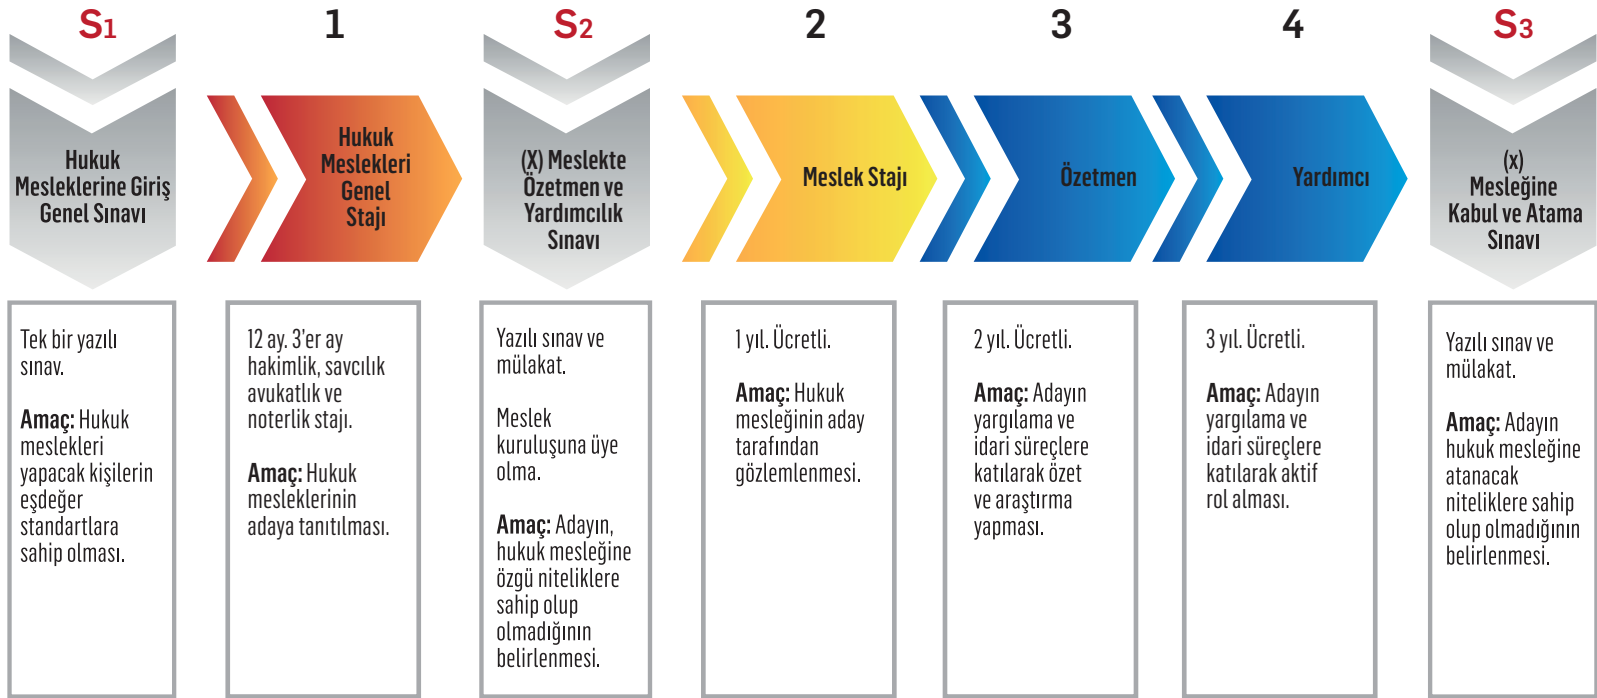 S1
1
S2
2
3
4
S3
Hukuk
Mesleklerine Giriş
Genel Sınavı
Hukuk
Meslekleri
Genel
Stajı
(X) Meslekte
Özetmen ve
Yardımcılık
Sınavı
Meslek Stajı
Özetmen
Yardımcı
(x)
Mesleğine
Kabul ve Atama
Sınavı
Tek bir yazılı
sınav.
Amaç: Hukuk
meslekleri
yapacak kişilerin
eşdeğer
standartlara
sahip olması.
12 ay. 3'er ay
hakimlik, savcılık
avukatlık ve
noterlik stajı.
Amaç: Hukuk
mesleklerinin
adaya tanıtılması.
Yazılı sınav ve
mülakat.
Meslek
kuruluşuna üye
olma.
Amaç: Adayın,
hukuk mesleğine
özgü niteliklere
sahip olup
olmadığının
belirlenmesi.
1 yıl. Ücretli.
Amaç: Hukuk
mesleğinin aday
tarafından
gözlemlenmesi.
2 yıl. Ücretli.
Amaç: Adayın
yargılama ve
idari süreçlere
katılarak özet
ve araştırma
yapması.
3 yıl. Ücretli.
Amaç: Adayın
yargılama ve
idari süreçlere
katılarak aktif
rol alması.
Yazılı sınav ve
mülakat.
Amaç: Adayın
hukuk mesleğine
atanacak
niteliklere sahip
olup olmadığının
belirlenmesi.